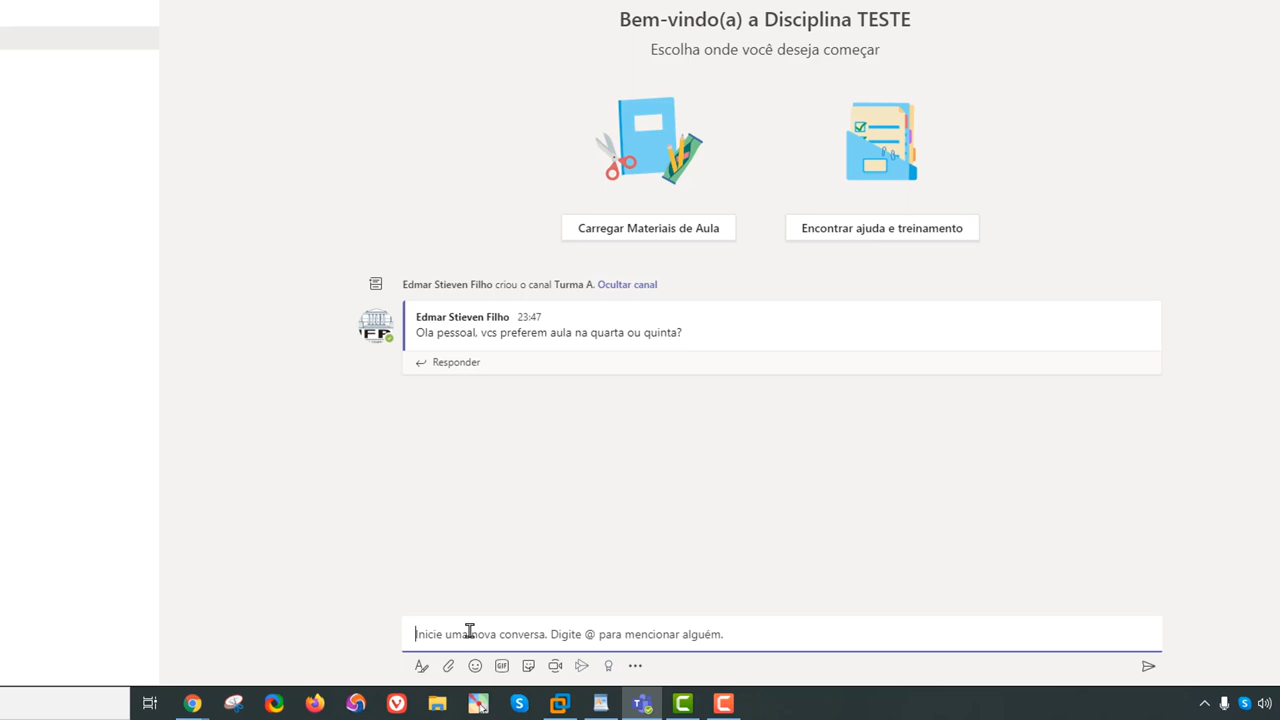 Bem-vindo(a) a Disciplina TESTE
Escolha onde você deseja começar
Carregar Materiais de Aula
Encontrar ajuda e treinamento
Edmar Stieven Filho criou o canal Turma A. Ocultar canal
Edmar Stieven Filho 23:47
Ola pessoal, vcs preferem aula na quarta ou quinta?
Responder
Inicie uma nova conversa. Digite @ para mencionar alguém.
GIF